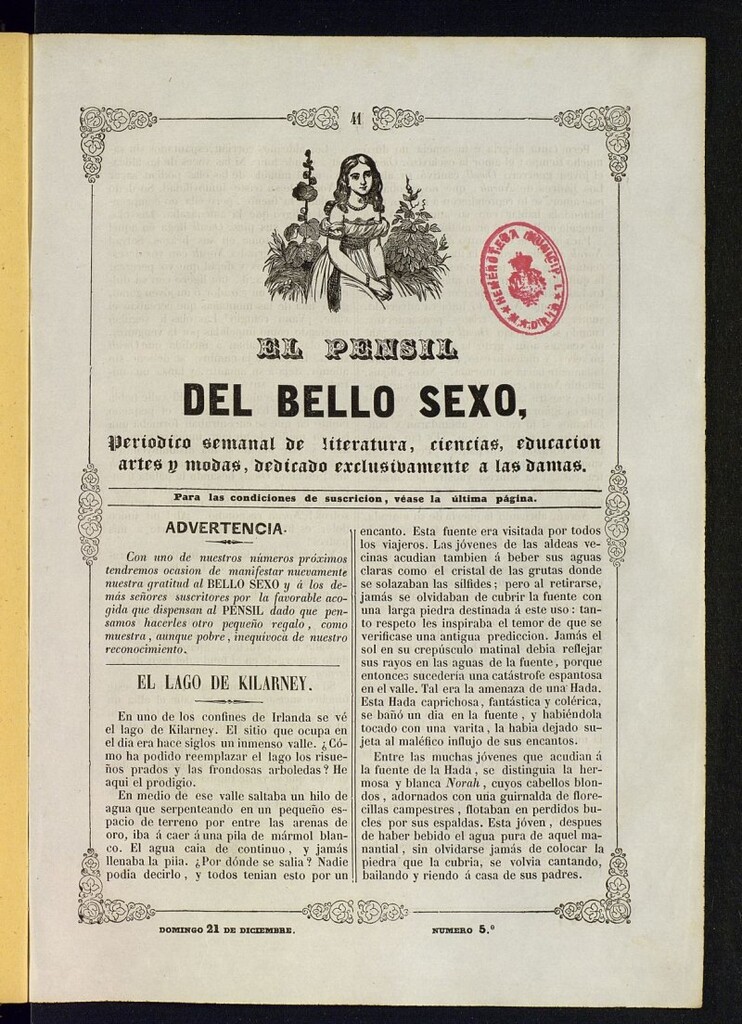 41
HEMEROTECA MUNICIPAL
EL PENSIL
DEL BELLO SEXO,
Periodico semanal de literatura, ciencias, educacion
artes y modas, dedicado exclusivamente a las damas.
Para las condiciones de suscricion, véase la última página.
ADVERTENCIA.
Con uno de nuestros números próximos
tendremos ocasion de manifestar nuevamente
nuestra gratitud al BELLO SEXO y á los de-
más señores suscritores por la favorable aco-
gida que dispensan al PENSIL dado que pen-
samos hacerles otro pequeño regalo, como
muestra, aunque pobre, inequívoca de nuestro
reconocimiento.
EL LAGO DE KILARNEY.
En uno de los confines de Irlanda se vé
el lago de Kilarney. El sitio que ocupa en
el dia era hace siglos un inmenso valle. ¿Có-
mo ha podido reemplazar el lago los risue-
ños prados y las frondosas arboledas? He
aqui el prodigio.
En medio de ese valle saltaba un hilo de
agua que serpenteando en un pequeño es-
pacio de terreno por entre las arenas de
oro, iba á caer á una pila de mármol blan-
co. El agua caia de continuo, y jamás
llenaba la pila. ¿Por dónde se salia? Nadie
podia decirlo, y todos tenian esto por un
encanto. Esta fuente era visitada por todos
los viajeros. Las jóvenes de las aldeas ve-
cinas acudian tambien á beber sus aguas
claras como el cristal de las grutas donde
se solazaban las sílfides; pero al retirarse,
jamás se olvidaban de cubrir la fuente con
una larga piedra destinada á este uso: tan-
to respeto les inspiraba el temor de que se
verificase una antigua prediccion. Jamás el
sol en su crepúsculo matinal debia reflejar
sus rayos en las aguas de la fuente, porque
entonces sucedería una catástrofe espantosa
en el valle. Tal era la amenaza de una Hada.
Esta Hada caprichosa, fantástica y colérica,
se bañó un dia en la fuente, y habiéndola
tocado con una varita, la habia dejado su-
jeta al maléfico influjo de sus encantos.
Entre las muchas jóvenes que acudian á
la fuente de la Hada, se distinguia la her-
mosa y blanca Norah, cuyos cabellos blon-
dos, adornados con una guirnalda de flore-
cillas campestres, flotaban en perdidos bu-
cles por sus espaldas. Esta jóven, despues
de haber bebido el agua pura de aquel ma-
nantial, sin olvidarse jamás de colocar la
piedra que la cubria, se volvia cantando,
bailando y riendo á casa de sus padres.
DOMINGO 21 DE DICIEMBRE.
NUMERO 5.º